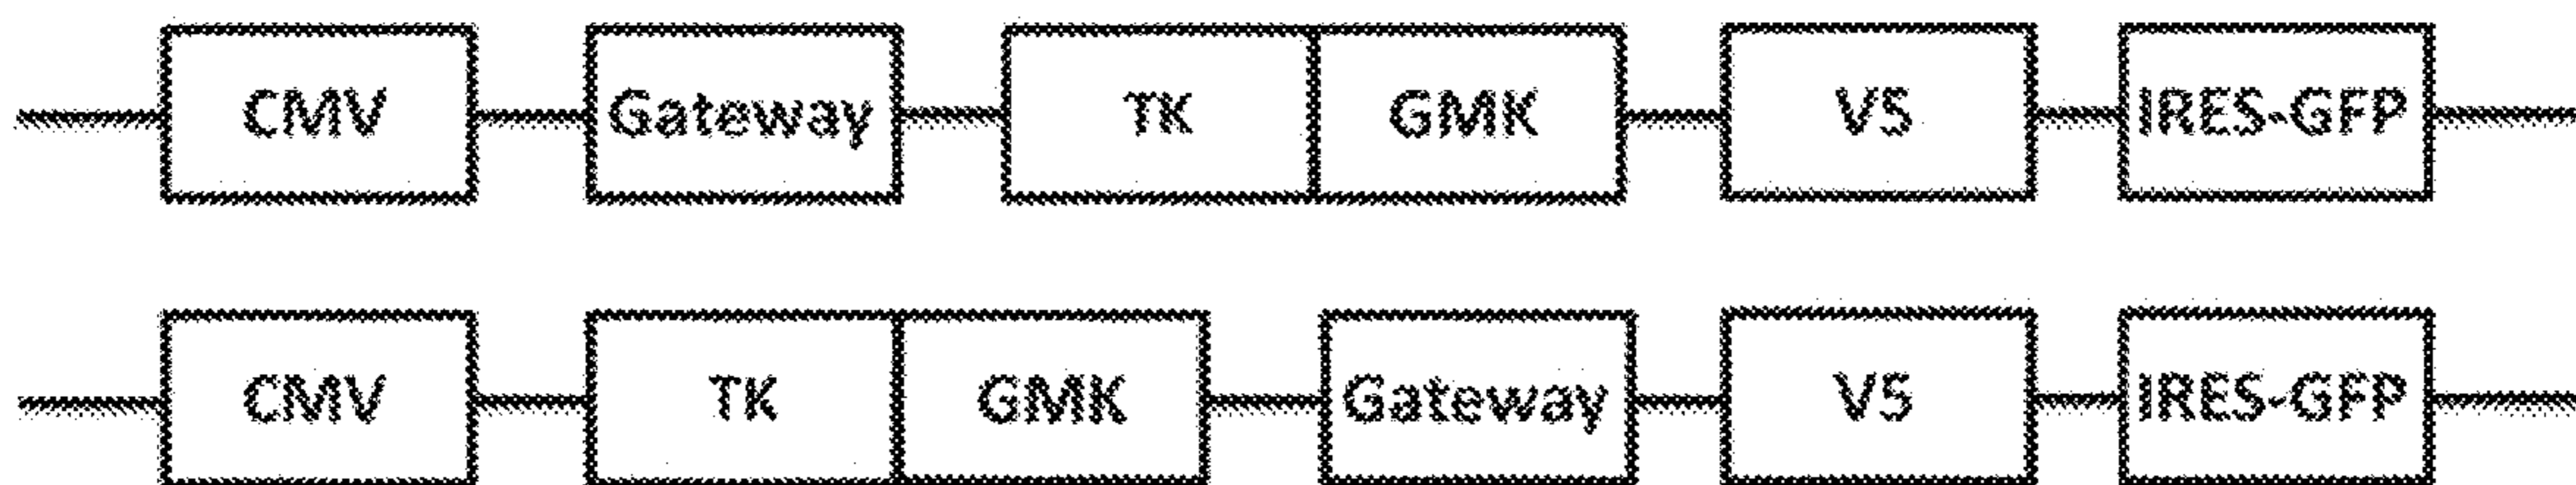 CMV Gateway TK GMK V5 IRES-GFP
CMV TK GMK Gateway V5 IRES-GFP